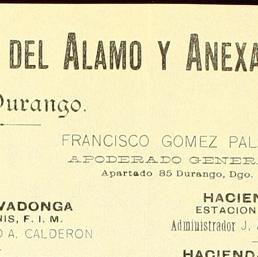 DEL ALAMO Y ANEXA
Durango.
FRANCISCO GOMEZ PAL
APODERADO GENER
Apartado 85 Durango, Dgo.
VADONGA
NIS, F. I. M.
O A. CALDERON
HACIEN
ESTACION
Administrador J.
HACIENDA